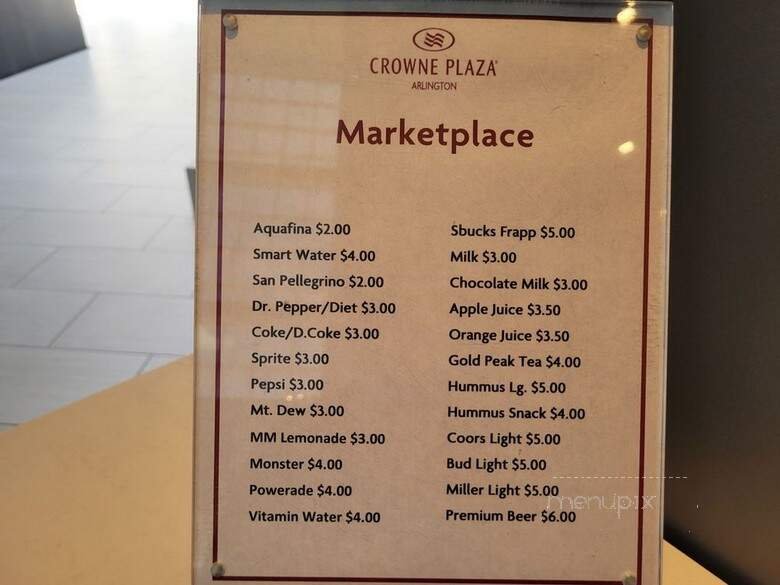 CROWNE PLAZA
ARLINGTON
Marketplace
Aquafina $2.00
Smart Water $4.00
San Pellegrino $2.00
Dr. Pepper/Diet $3.00
Coke/D.Coke $3.00
Sprite $3.00
Pepsi $3.00
Mt. Dew $3.00
MM Lemonade $3.00
Monster $4.00
Powerade $4.00
Vitamin Water $4.00
Sbucks Frapp $5.00
Milk $3.00
Chocolate Milk $3.00
Apple Juice $3.50
Orange Juice $3.50
Gold Peak Tea $4.00
Hummus Lg. $5.00
Hummus Snack $4.00
Coors Light $5.00
Bud Light $5.00
Miller Light $5.00
Premium Beer $6.00
menupix